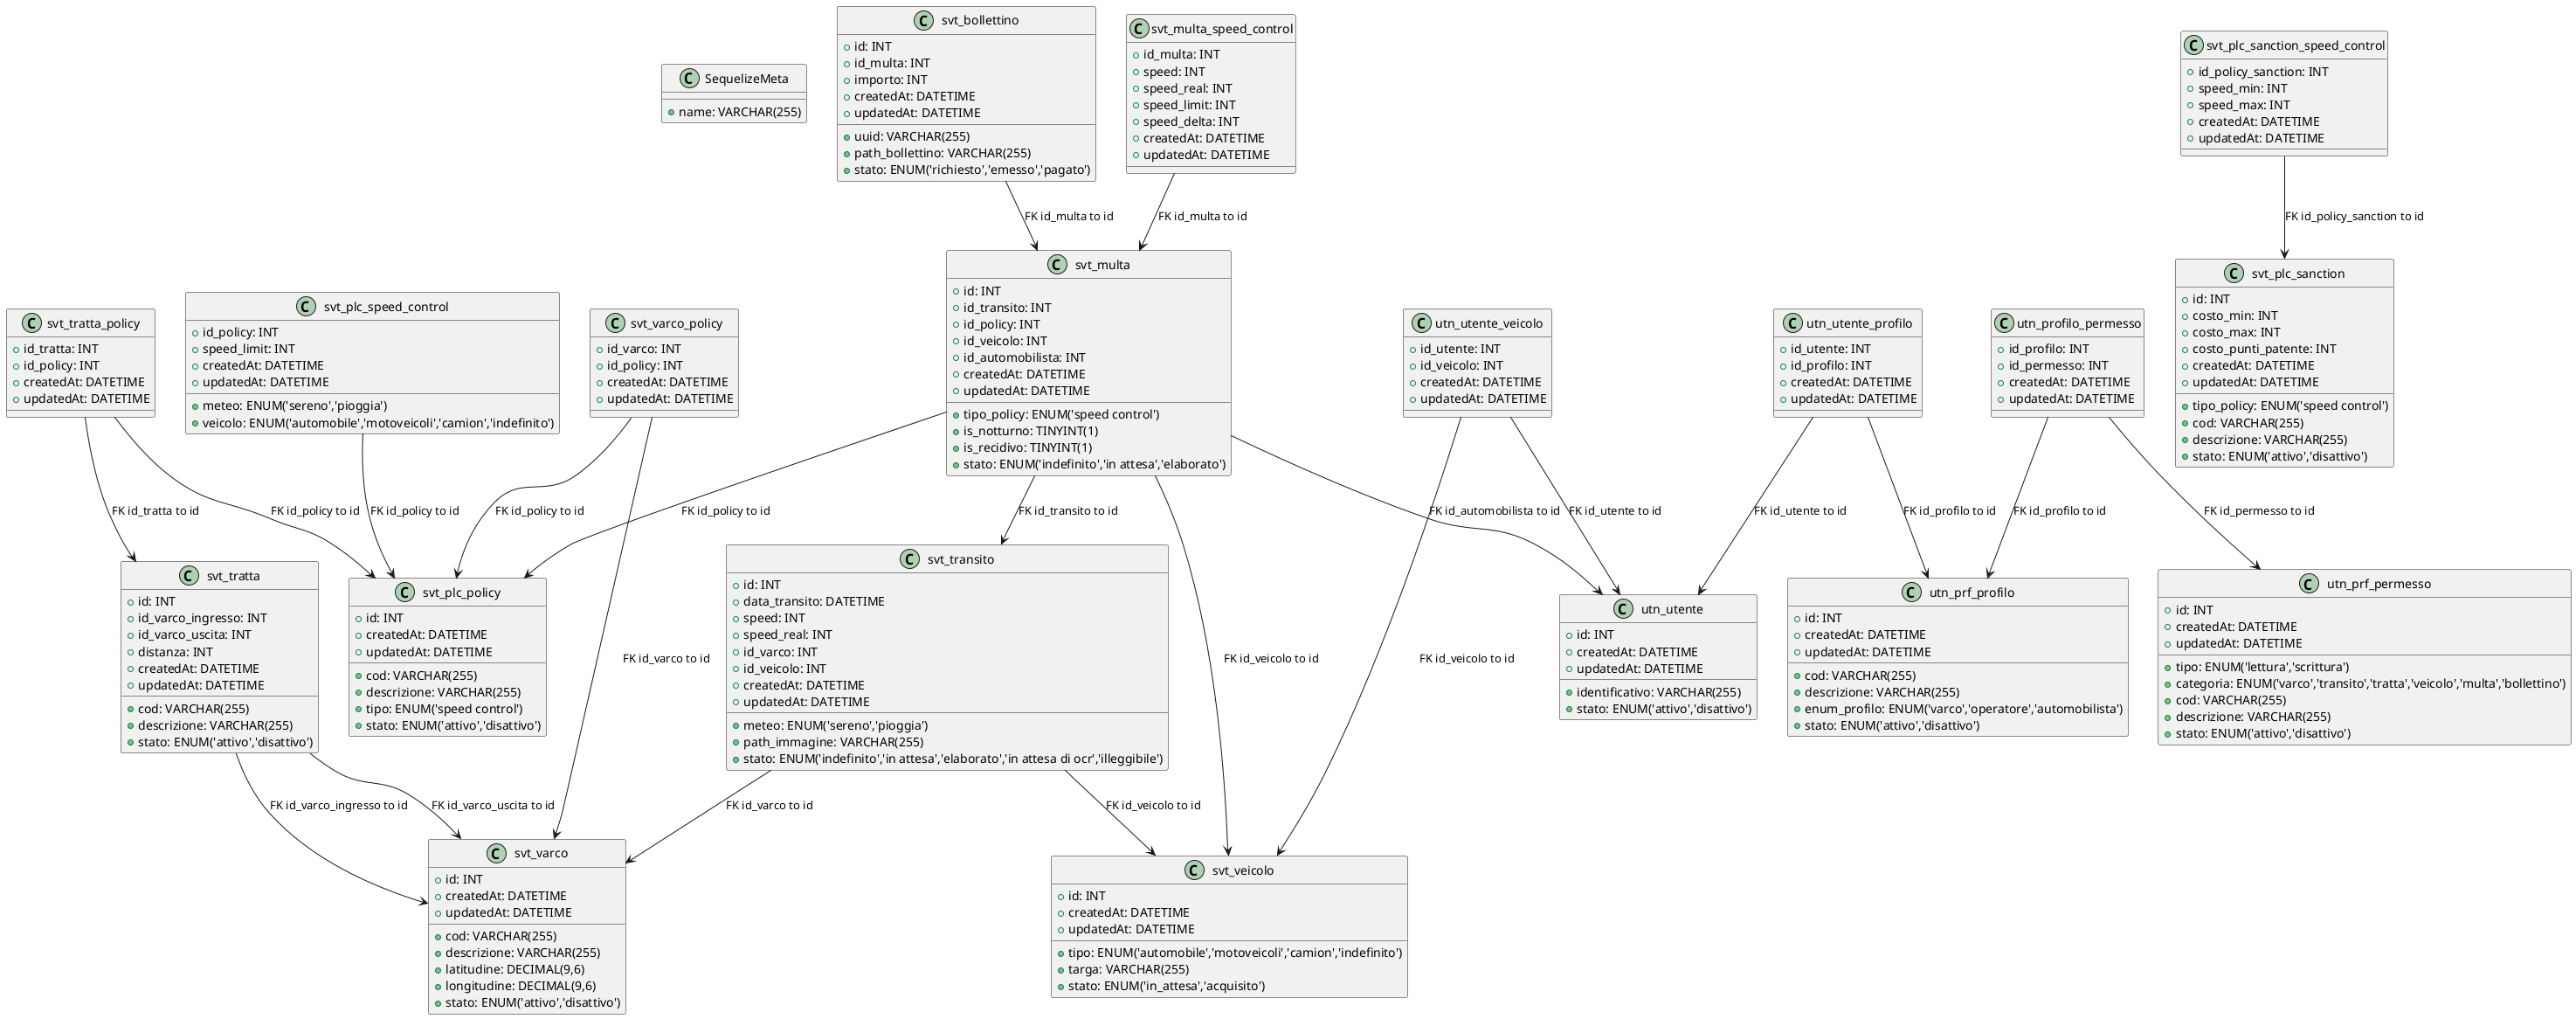 SequelizeMeta
name: VARCHAR(255)
svt_bollettino
id: INT
id_multa: INT
importo: INT
createdAt: DATETIME
updatedAt: DATETIME
uuid: VARCHAR(255)
path_bollettino: VARCHAR(255)
stato: ENUM('richiesto','emesso','pagato')
svt_multa_speed_control
id_multa: INT
speed: INT
speed_real: INT
speed_limit: INT
speed_delta: INT
createdAt: DATETIME
updatedAt: DATETIME
svt_plc_sanction_speed_control
id_policy_sanction: INT
speed_min: INT
speed_max: INT
createdAt: DATETIME
updatedAt: DATETIME
FK id_multa to id
FK id_multa to id
FK id_policy_sanction to id
svt_tratta_policy
id_tratta: INT
id_policy: INT
createdAt: DATETIME
updatedAt: DATETIME
svt_plc_speed_control
id_policy: INT
speed_limit: INT
createdAt: DATETIME
updatedAt: DATETIME
meteo: ENUM('sereno','pioggia')
veicolo: ENUM('automobile','motoveicoli','camion','indefinito')
svt_varco_policy
id_varco: INT
id_policy: INT
createdAt: DATETIME
updatedAt: DATETIME
svt_multa
id: INT
id_transito: INT
id_policy: INT
id_veicolo: INT
id_automobilista: INT
createdAt: DATETIME
updatedAt: DATETIME
tipo_policy: ENUM('speed control')
is_notturno: TINYINT(1)
is_recidivo: TINYINT(1)
stato: ENUM('indefinito','in attesa','elaborato')
utn_utente_veicolo
id_utente: INT
id_veicolo: INT
createdAt: DATETIME
updatedAt: DATETIME
utn_utente_profilo
id_utente: INT
id_profilo: INT
createdAt: DATETIME
updatedAt: DATETIME
utn_profilo_permesso
id_profilo: INT
id_permesso: INT
createdAt: DATETIME
updatedAt: DATETIME
svt_plc_sanction
id: INT
costo_min: INT
costo_max: INT
costo_punti_patente: INT
createdAt: DATETIME
updatedAt: DATETIME
tipo_policy: ENUM('speed control')
cod: VARCHAR(255)
descrizione: VARCHAR(255)
stato: ENUM('attivo','disattivo')
FK id_tratta to id
FK id_policy to id
FK id_policy to id
FK id_policy to id
FK id_policy to id
FK id_transito to id
FK id_automobilista to id
FK id_utente to id
FK id_utente to id
FK id_profilo to id
FK id_profilo to id
FK id_permesso to id
svt_tratta
id: INT
id_varco_ingresso: INT
id_varco_uscita: INT
distanza: INT
createdAt: DATETIME
updatedAt: DATETIME
cod: VARCHAR(255)
descrizione: VARCHAR(255)
stato: ENUM('attivo','disattivo')
svt_plc_policy
id: INT
createdAt: DATETIME
updatedAt: DATETIME
cod: VARCHAR(255)
descrizione: VARCHAR(255)
tipo: ENUM('speed control')
stato: ENUM('attivo','disattivo')
FK id_varco to id
svt_transito
id: INT
data_transito: DATETIME
speed: INT
speed_real: INT
id_varco: INT
id_veicolo: INT
createdAt: DATETIME
updatedAt: DATETIME
meteo: ENUM('sereno','pioggia')
path_immagine: VARCHAR(255)
stato: ENUM('indefinito','in attesa','elaborato','in attesa di ocr','illeggibile')
FK id_veicolo to id
FK id_veicolo to id
utn_utente
id: INT
createdAt: DATETIME
updatedAt: DATETIME
identificativo: VARCHAR(255)
stato: ENUM('attivo','disattivo')
utn_prf_profilo
id: INT
createdAt: DATETIME
updatedAt: DATETIME
cod: VARCHAR(255)
descrizione: VARCHAR(255)
enum_profilo: ENUM('varco','operatore','automobilista')
stato: ENUM('attivo','disattivo')
utn_prf_permesso
id: INT
createdAt: DATETIME
updatedAt: DATETIME
tipo: ENUM('lettura','scrittura')
categoria: ENUM('varco','transito','tratta','veicolo','multa','bollettino')
cod: VARCHAR(255)
descrizione: VARCHAR(255)
stato: ENUM('attivo','disattivo')
FK id_varco_ingresso to id
FK id_varco_uscita to id
FK id_varco to id
FK id_veicolo to id
svt_varco
id: INT
createdAt: DATETIME
updatedAt: DATETIME
cod: VARCHAR(255)
descrizione: VARCHAR(255)
latitudine: DECIMAL(9,6)
longitudine: DECIMAL(9,6)
stato: ENUM('attivo','disattivo')
svt_veicolo
id: INT
createdAt: DATETIME
updatedAt: DATETIME
tipo: ENUM('automobile','motoveicoli','camion','indefinito')
targa: VARCHAR(255)
stato: ENUM('in_attesa','acquisito')